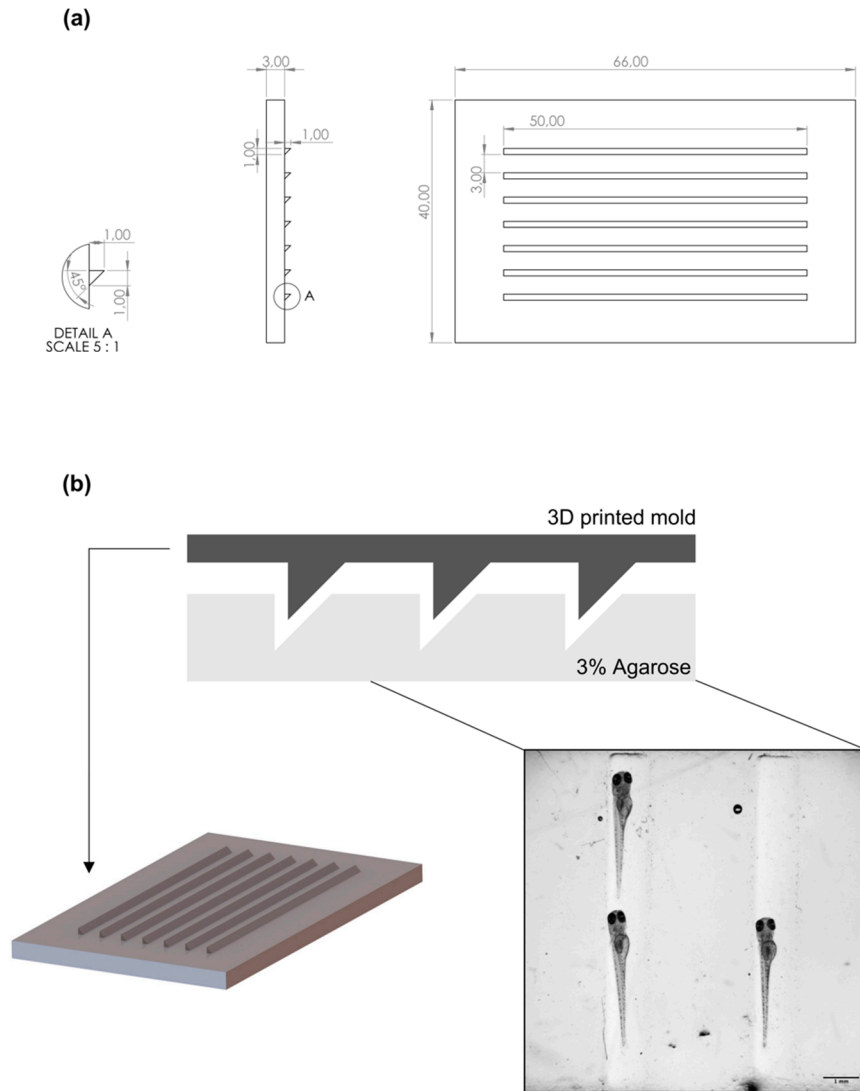 (a)
3,00
66,00
1,00
1,00
50,00
3,00
40,00
1,00
45°
1,00
A
DETAIL A
SCALE 5 : 1
(b)
3D printed mold
3% Agarose
1 mm